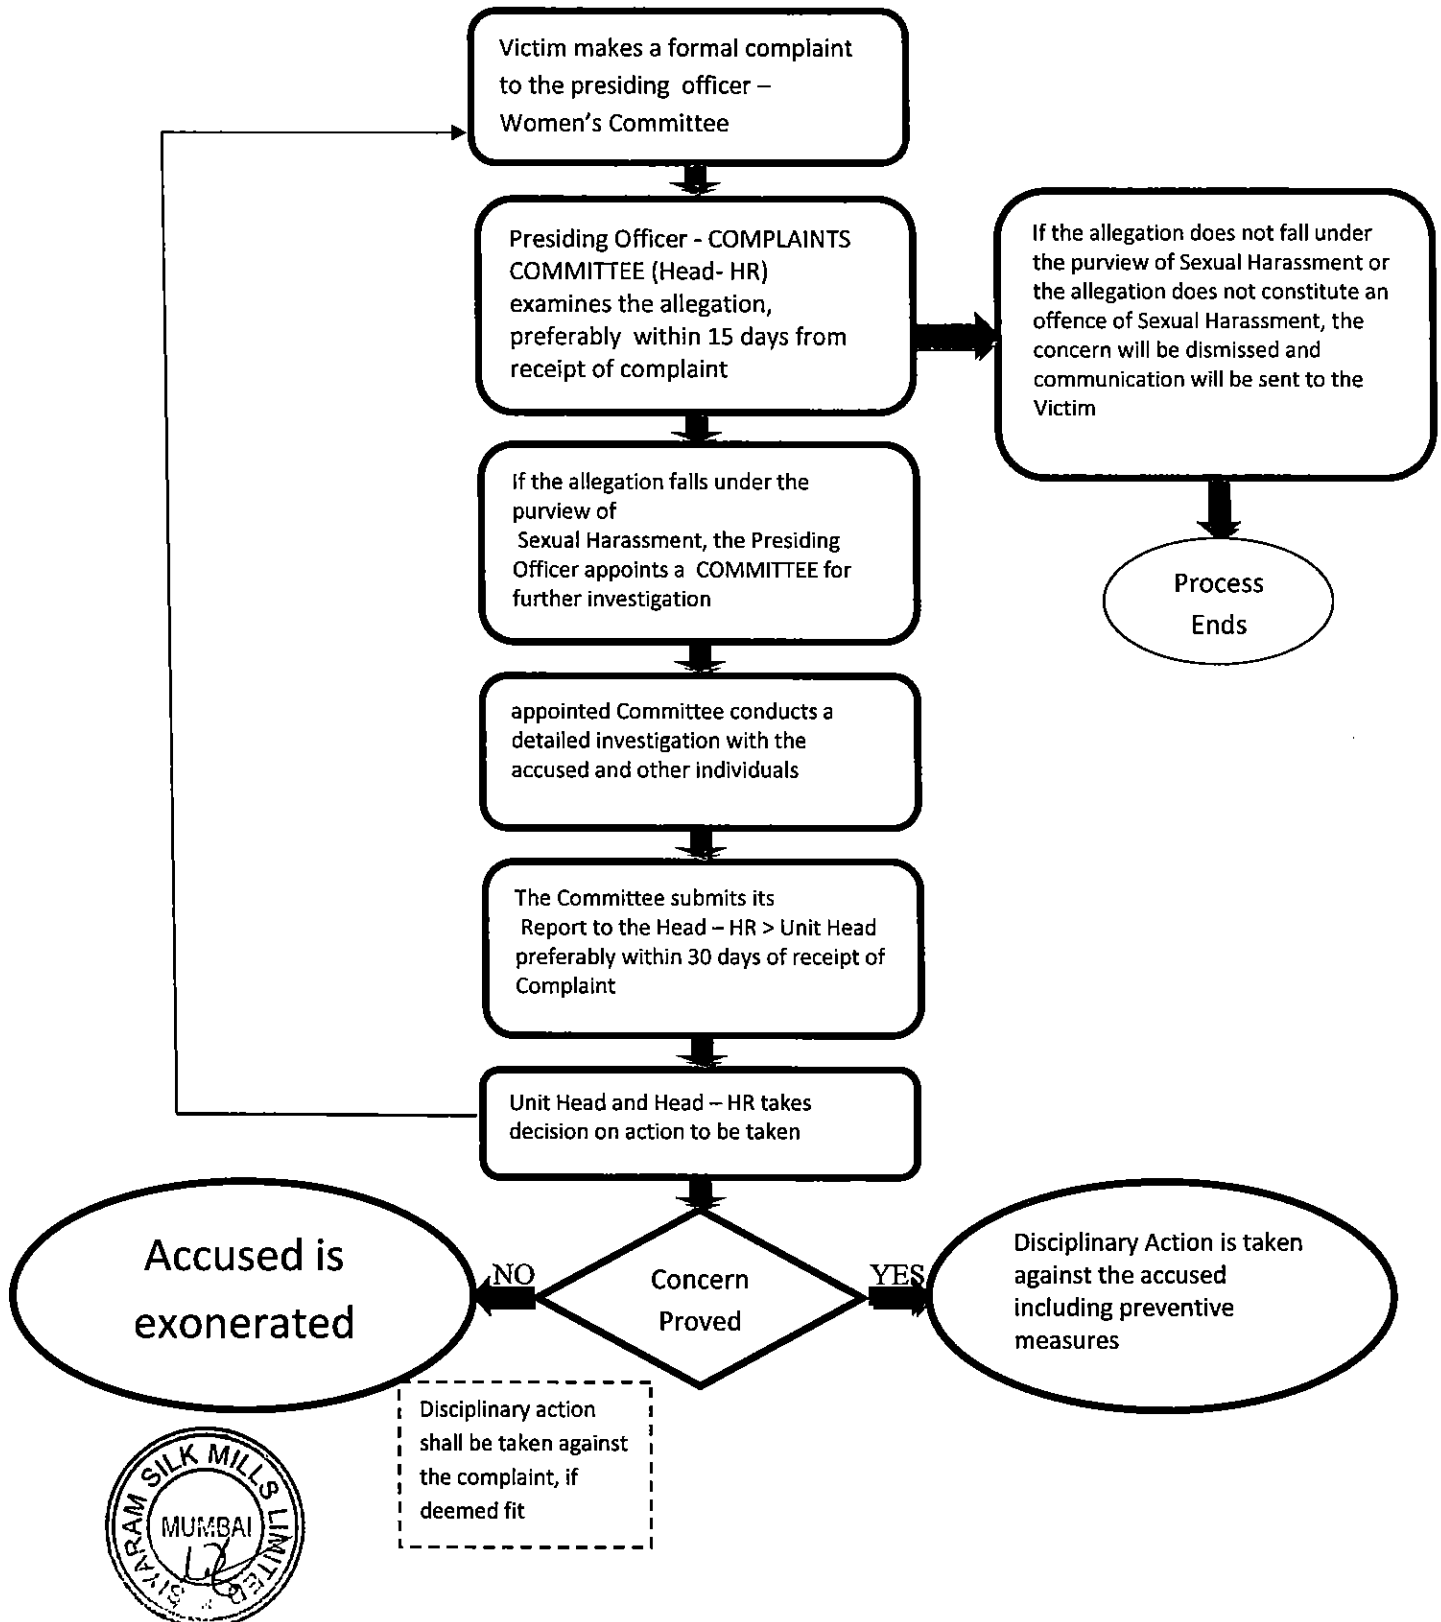 Victim makes a formal complaint
to the presiding officer –
Women's Committee
Presiding Officer - COMPLAINTS
COMMITTEE (Head- HR)
examines the allegation,
preferably within 15 days from
receipt of complaint
If the allegation does not fall under
the purview of Sexual Harassment or
the allegation does not constitute an
offence of Sexual Harassment, the
concern will be dismissed and
communication will be sent to the
Victim
If the allegation falls under the
purview of
Sexual Harassment, the Presiding
Officer appoints a COMMITTEE for
further investigation
Process
Ends
appointed Committee conducts a
detailed investigation with the
accused and other individuals
The Committee submits its
Report to the Head – HR > Unit Head
preferably within 30 days of receipt of
Complaint
Unit Head and Head – HR takes
decision on action to be taken
Accused is
exonerated
NO
Concern
Proved
YES
Disciplinary Action is taken
against the accused
including preventive
measures
Disciplinary action
shall be taken against
the complaint, if
deemed fit
SIYARAM SILK MILLS LIMITED
MUMBAI